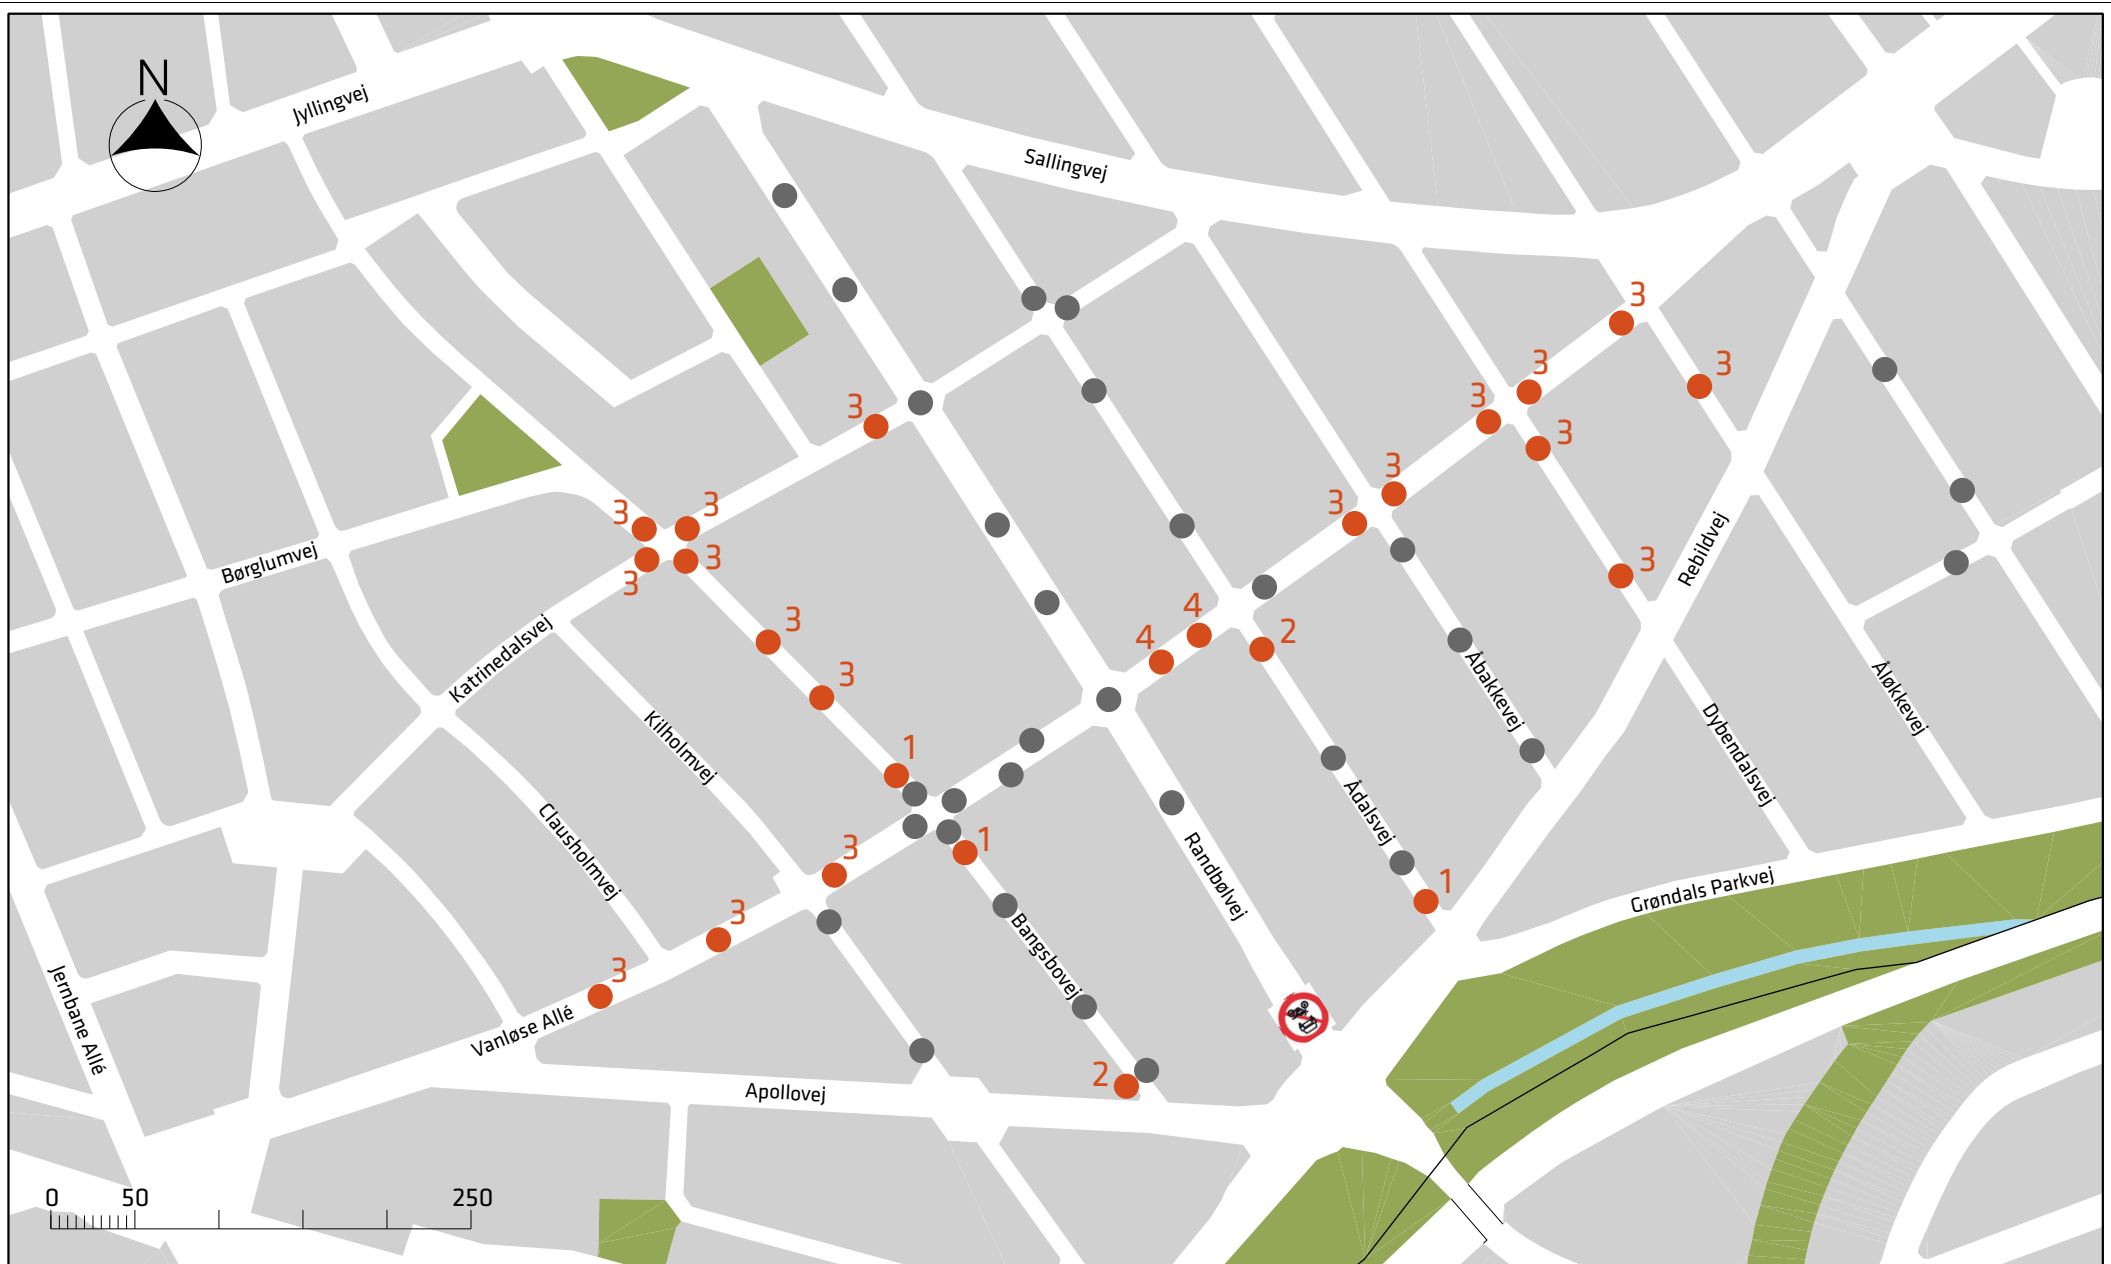 N
Jyllingvej
Sallingvej
3
3
3
3
3
3
3
3
3
3
3
3
3
Børglumvej
3
3
Rebildvej
4
4
2
3
Katrinedalsvej
3
Åbakkevej
Åløkkevej
Kilholmvej
Dybendalsvej
1
Ådalsvej
Clausholmvej
3
1
Randbølvej
1
Grøndals Parkvej
3
Bangsbovej
3
Jernbane Allé
Vanløse Allé
2
Apollovej
0 50 250